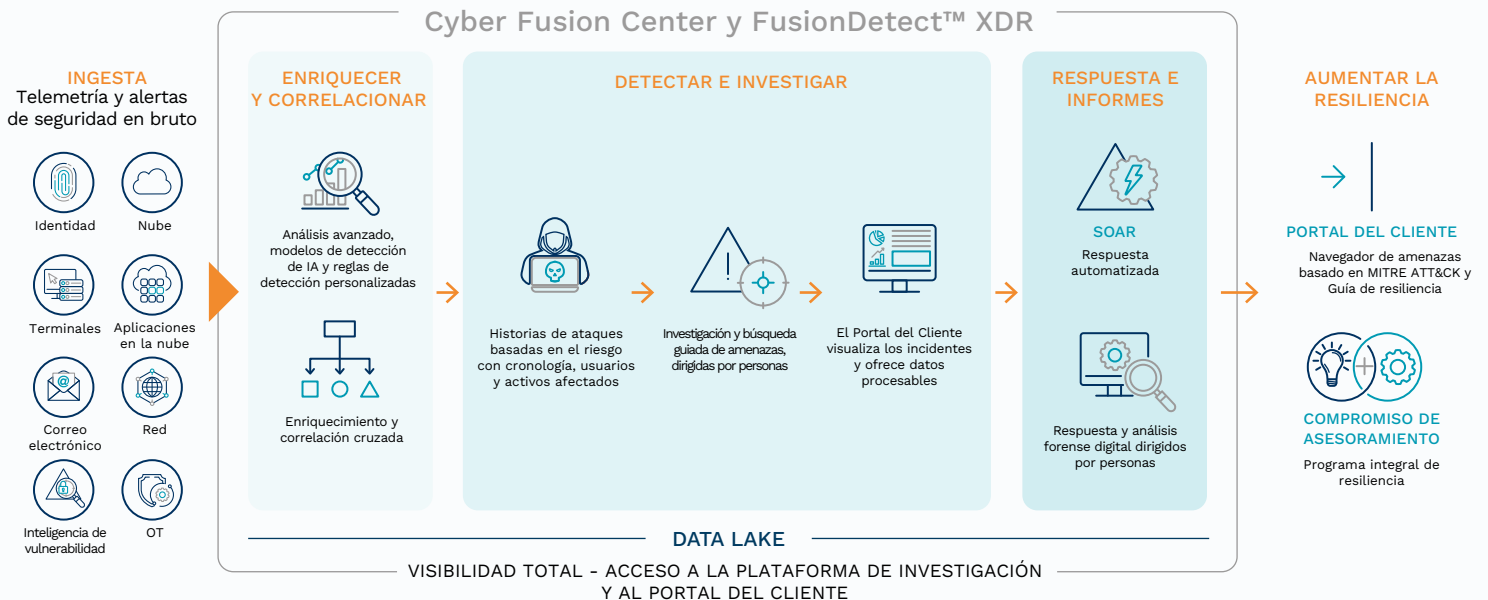 Cyber Fusion Center y FusionDetect™ XDR
INGESTA
Telemetría y alertas
de seguridad en bruto
Identidad
Nube
Terminales
Aplicaciones
en la nube
Correo
electrónico
Red
Inteligencia de
vulnerabilidad
OT
ENRIQUECER
Y CORRELACIONAR
Análisis avanzado,
modelos de detección
de IA y reglas de
detección personalizadas
Enriquecimiento y
correlación cruzada
DETECTAR E INVESTIGAR
Historias de ataques
basadas en el riesgo
con cronología, usuarios
y activos afectados
Investigación y búsqueda
guiada de amenazas,
dirigidas por personas
El Portal del Cliente
visualiza los incidentes
y ofrece datos
procesables
RESPUESTA E
INFORMES
SOAR
Respuesta
automatizada
Respuesta y análisis
forense digital dirigidos
por personas
AUMENTAR LA
RESILIENCIA
PORTAL DEL CLIENTE
Navegador de amenazas
basado en MITRE ATT&CK y
Guía de resiliencia
COMPROMISO DE
ASESORAMIENTO
Programa integral de
resiliencia
DATA LAKE
VISIBILIDAD TOTAL - ACCESO A LA PLATAFORMA DE INVESTIGACIÓN
Y AL PORTAL DEL CLIENTE